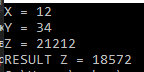 X = 12
Y = 34
Z = 21212
RESULT Z = 18572